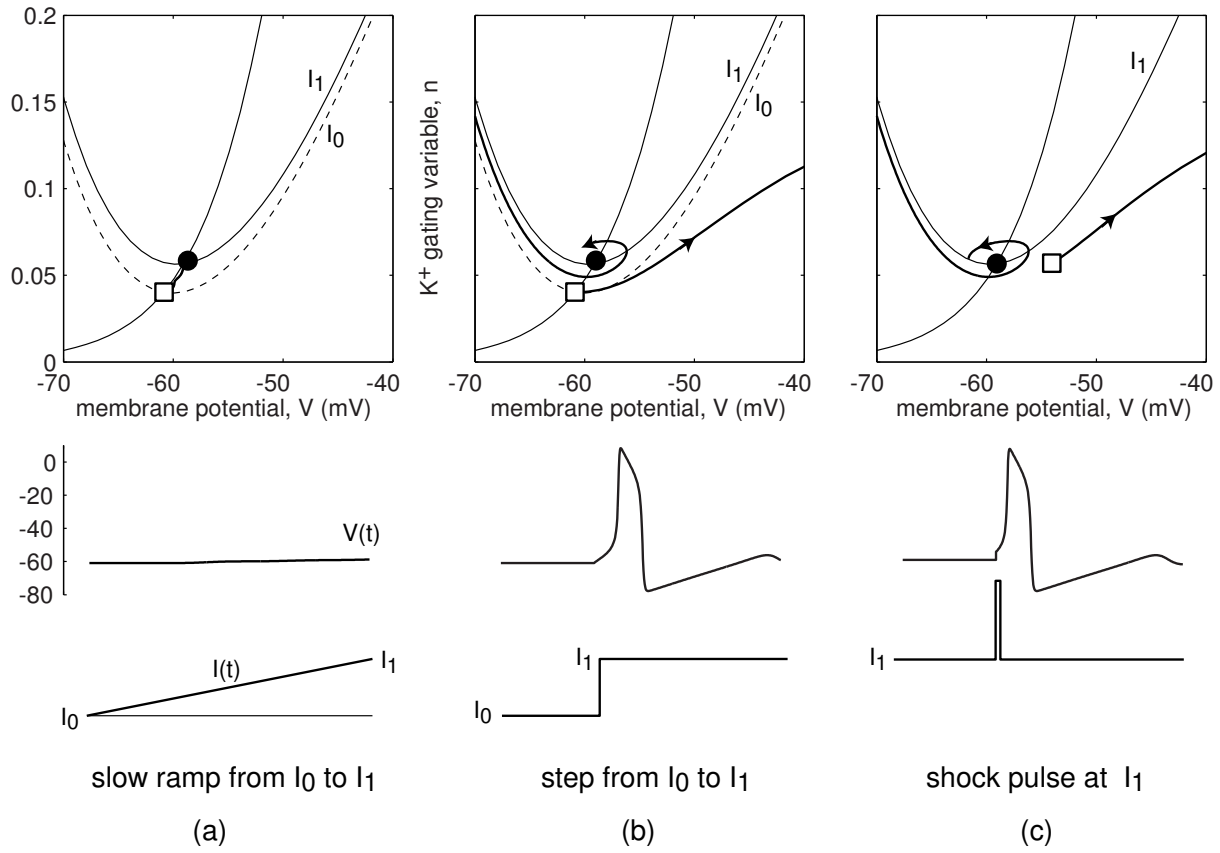 0.2
0.15
0.1
0.05
0
I1
I0
-70
-60
-50
-40
membrane potential, V (mV)
K+ gating variable, n
I1
I0
-70
-60
-50
-40
membrane potential, V (mV)
I1
-70
-60
-50
-40
membrane potential, V (mV)
0
-20
-40
-60
-80
V(t)
I(t)
I1
I0
I1
I0
I1
slow ramp from I0 to I1
step from I0 to I1
shock pulse at I1
(a)
(b)
(c)